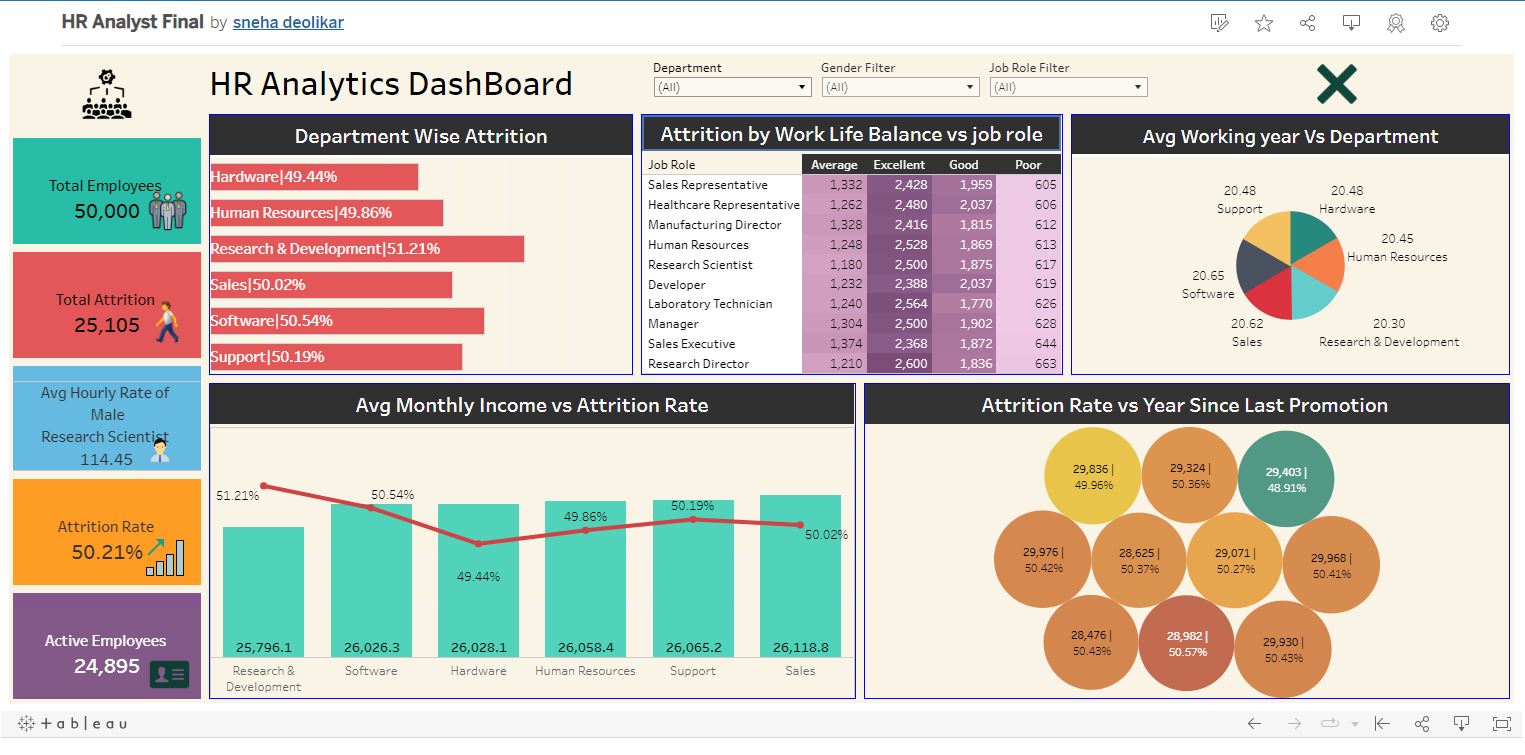 HR Analyst Final by sneha deolikar
HR Analytics DashBoard
Department
(All)
Gender Filter
(All)
Job Role Filter
(All)
Total Employees
50,000
Total Attrition
25,105
Avg Hourly Rate of
Male
Research Scientist
114.45
Attrition Rate
50.21%
Active Employees
24,895
Department Wise Attrition
Hardware|49.44%
Human Resources|49.86%
Research & Development|51.21%
Sales|50.02%
Software|50.54%
Support|50.19%
Attrition by Work Life Balance vs job role
Job Role Average Excellent Good Poor
Sales Representative 1,332 2,428 1,959 605
Healthcare Representative 1,262 2,480 2,037 606
Manufacturing Director 1,328 2,416 1,815 612
Human Resources 1,248 2,528 1,869 613
Research Scientist 1,180 2,500 1,875 617
Developer 1,232 2,388 2,037 619
Laboratory Technician 1,240 2,564 1,770 626
Manager 1,304 2,500 1,902 628
Sales Executive 1,374 2,368 1,872 644
Research Director 1,210 2,600 1,836 663
Avg Working year Vs Department
20.48
Support
20.48
Hardware
20.45
Human Resources
20.65
Software
20.62
Sales
20.30
Research & Development
Avg Monthly Income vs Attrition Rate
51.21%
50.54%
49.44%
49.86%
50.19%
50.02%
25,796.1 26,026.3 26,028.1 26,058.4 26,065.2 26,118.8
Research & Software Hardware Human Resources Support Sales
Development
Attrition Rate vs Year Since Last Promotion
29,836 |
49.96%
29,324 |
50.36%
29,403 |
48.91%
29,976 |
50.42%
28,625 |
50.37%
29,071 |
50.27%
29,968 |
50.41%
28,476 |
50.43%
28,982 |
50.57%
29,930 |
50.43%
+ableau